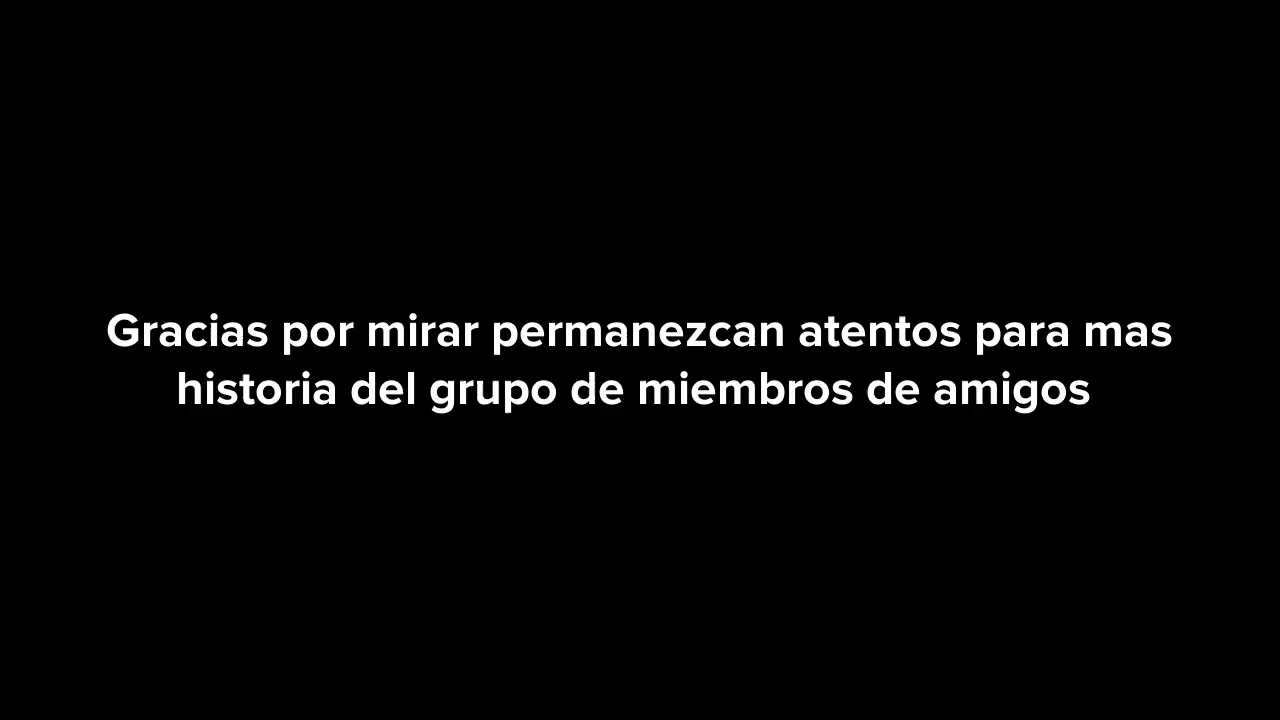 Gracias por mirar permanezcan atentos para mas
historia del grupo de miembros de amigos